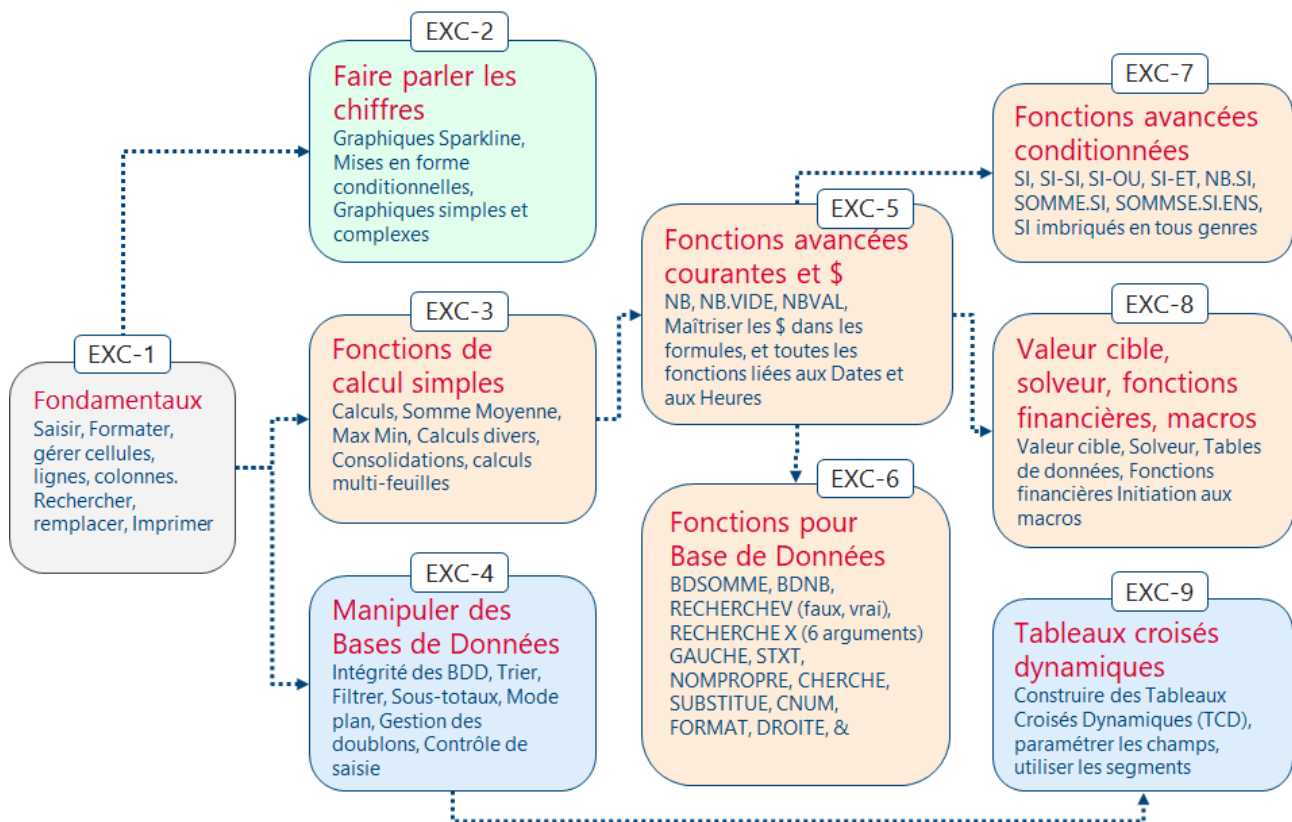 EXC-1
Fondamentaux
Saisir, Formater,
gérer cellules,
lignes, colonnes.
Rechercher,
remplacer, Imprimer
EXC-2
Faire parler les
chiffres
Graphiques Sparkline,
Mises en forme
conditionnelles,
Graphiques simples et
complexes
EXC-3
Fonctions de
calcul simples
Calculs, Somme Moyenne,
Max Min, Calculs divers,
Consolidations, calculs
multi-feuilles
EXC-4
Manipuler des
Bases de Données
Intégrité des BDD, Trier,
Filtrer, Sous-totaux, Mode
plan, Gestion des
doublons, Contrôle de
saisie
EXC-5
Fonctions avancées
courantes et $
NB, NB.VIDE, NBVAL,
Maîtriser les $ dans les
formules, et toutes les
fonctions liées aux Dates et
aux Heures
EXC-6
Fonctions pour
Base de Données
BDSOMME, BDNB,
RECHERCHEV (faux, vrai),
RECHERCHE X (6 arguments)
GAUCHE, STXT,
NOMPROPRE, CHERCHE,
SUBSTITUE, CNUM,
FORMAT, DROITE, &
EXC-7
Fonctions avancées
conditionnées
SI, SI-SI, SI-OU, SI-ET, NB.SI,
SOMME.SI, SOMMSE.SI.ENS,
SI imbriqués en tous genres
EXC-8
Valeur cible,
solveur, fonctions
financières, macros
Valeur cible, Solveur, Tables
de données, Fonctions
financières Initiation aux
macros
EXC-9
Tableaux croisés
dynamiques
Construire des Tableaux
Croisés Dynamiques (TCD),
paramétrer les champs,
utiliser les segments